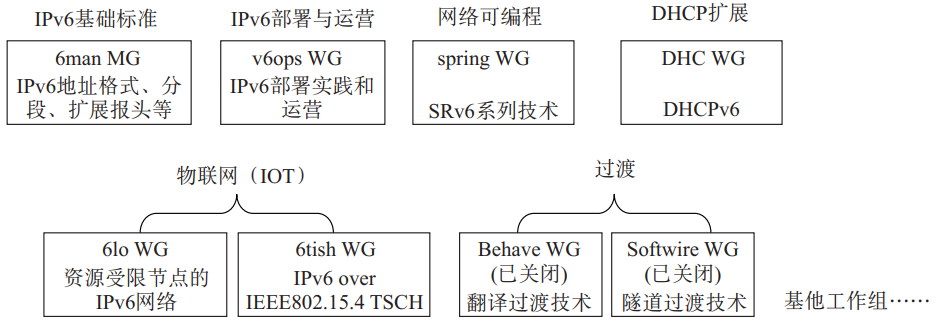 IPv6基础标准
IPv6部署与运营
网络可编程
DHCP扩展
6man MG
IPv6地址格式、分
段、扩展报头等
v6ops WG
IPv6部署实践和
运营
spring WG
SRv6系列技术
DHC WG
DHCPv6
物联网（IOT）
过渡
6lo WG
资源受限节点的
IPv6网络
6tish WG
IPv6 over
IEEE802.15.4 TSCH
Behave WG
(已关闭)
翻译过渡技术
Softwire WG
(已关闭)
隧道过渡技术
基他工作组……